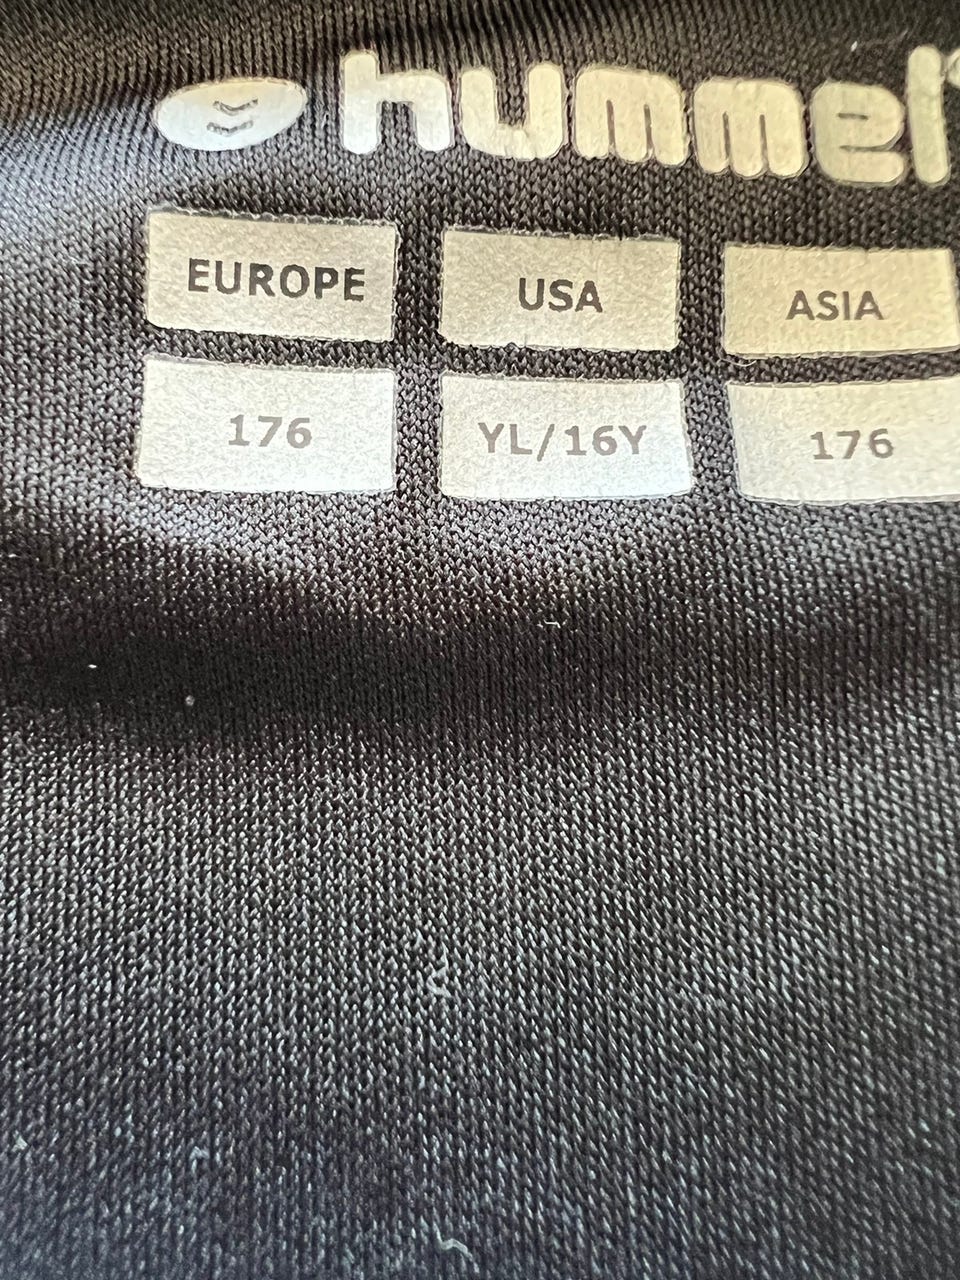 hummel
EUROPE USA ASIA
176 YL/16Y 176